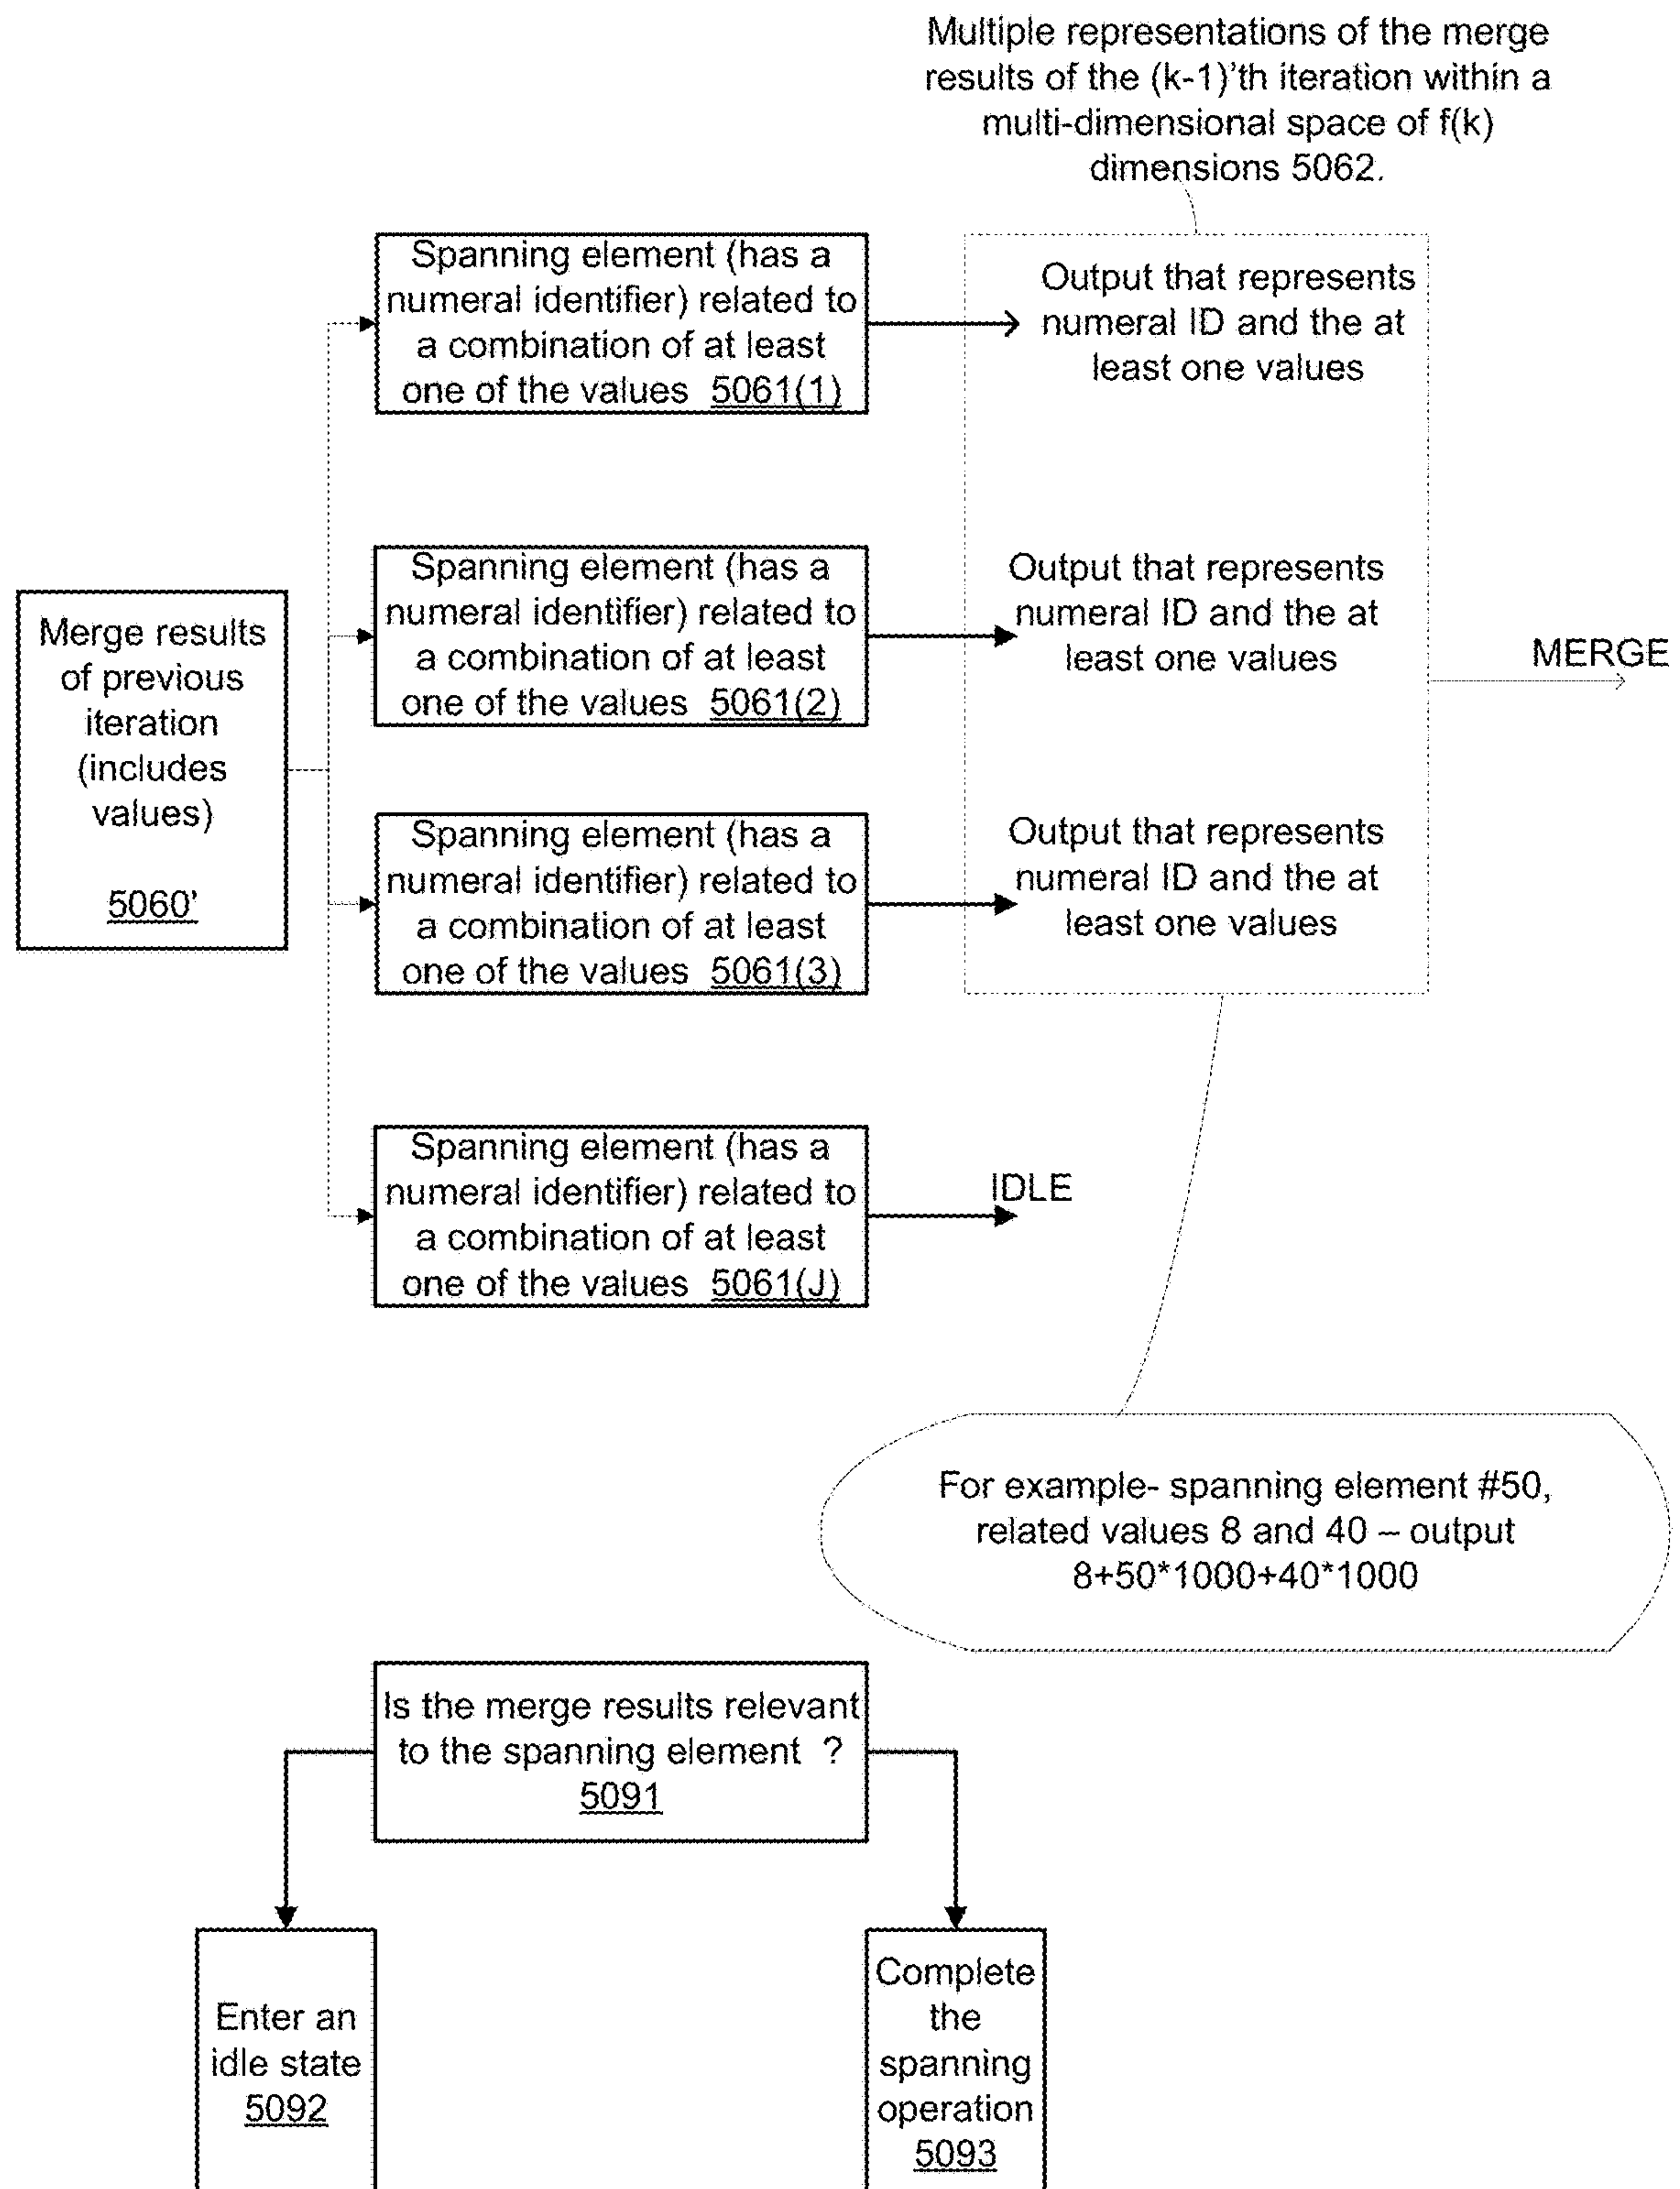 Multiple representations of the merge
results of the (k-1)'th iteration within a
multi-dimensional space of f(k)
dimensions 5062.
Spanning element (has a
numeral identifier) related to
a combination of at least
one of the values 5061(1)
Output that represents
numeral ID and the at
least one values
Merge results
of previous
iteration
(includes
values)
5060'
Spanning element (has a
numeral identifier) related to
a combination of at least
one of the values 5061(2)
Output that represents
numeral ID and the at
least one values
MERGE
Spanning element (has a
numeral identifier) related to
a combination of at least
one of the values 5061(3)
Output that represents
numeral ID and the at
least one values
Spanning element (has a
numeral identifier) related to
a combination of at least
one of the values 5061(J)
IDLE
For example- spanning element #50,
related values 8 and 40 – output
8+50*1000+40*1000
Is the merge results relevant
to the spanning element ?
5091
Enter an
idle state
5092
Complete
the
spanning
operation
5093